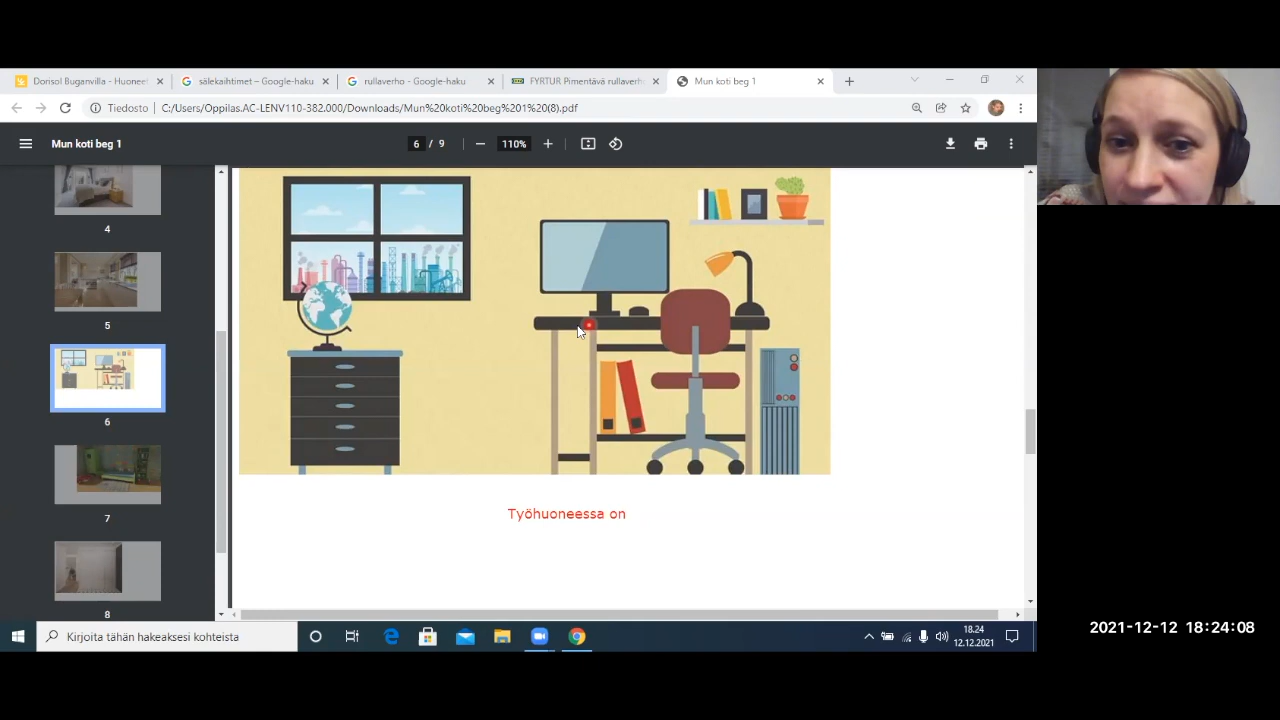 Dorisol Buganvilla - Huoneet
sälekaihtimet – Google-haku
rullaverho - Google-haku
FYRTUR Pimentävä rullaverho
Mun koti beg 1
Tiedosto
C:/Users/Oppilas.AC-LENV110-382.000/Downloads/Mun%20koti%20beg%201%20(8).pdf
Mun koti beg 1
6 / 9
110%
4
5
6
7
8
Työhuoneessa on
Kirjoita tähän hakeaksesi kohteista
18.24
12.12.2021
2021-12-12 18:24:08